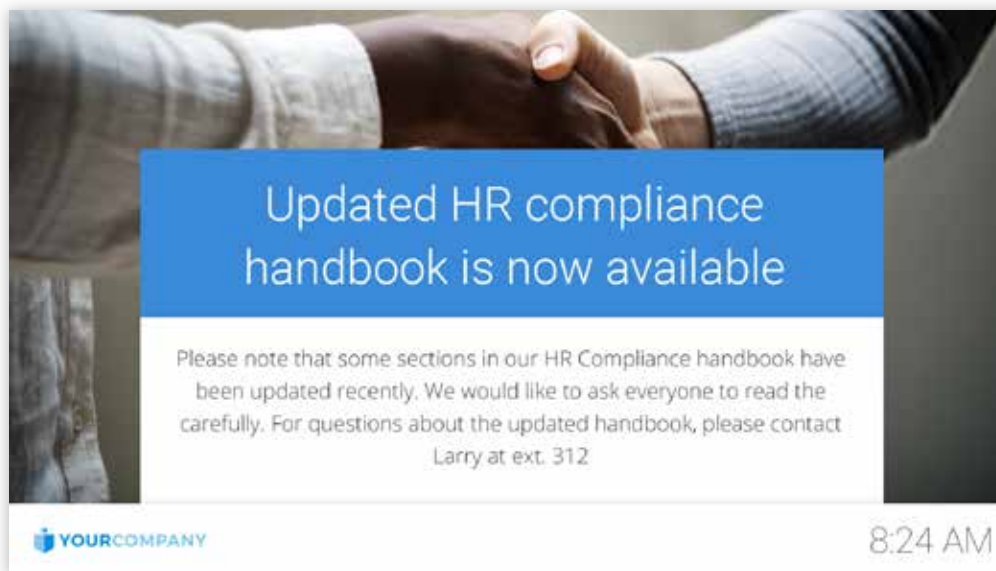 Updated HR compliance
handbook is now available
Please note that some sections in our HR Compliance handbook have
been updated recently. We would like to ask everyone to read the
carefully. For questions about the updated handbook, please contact
Larry at ext. 312
YOURCOMPANY
8:24 AM